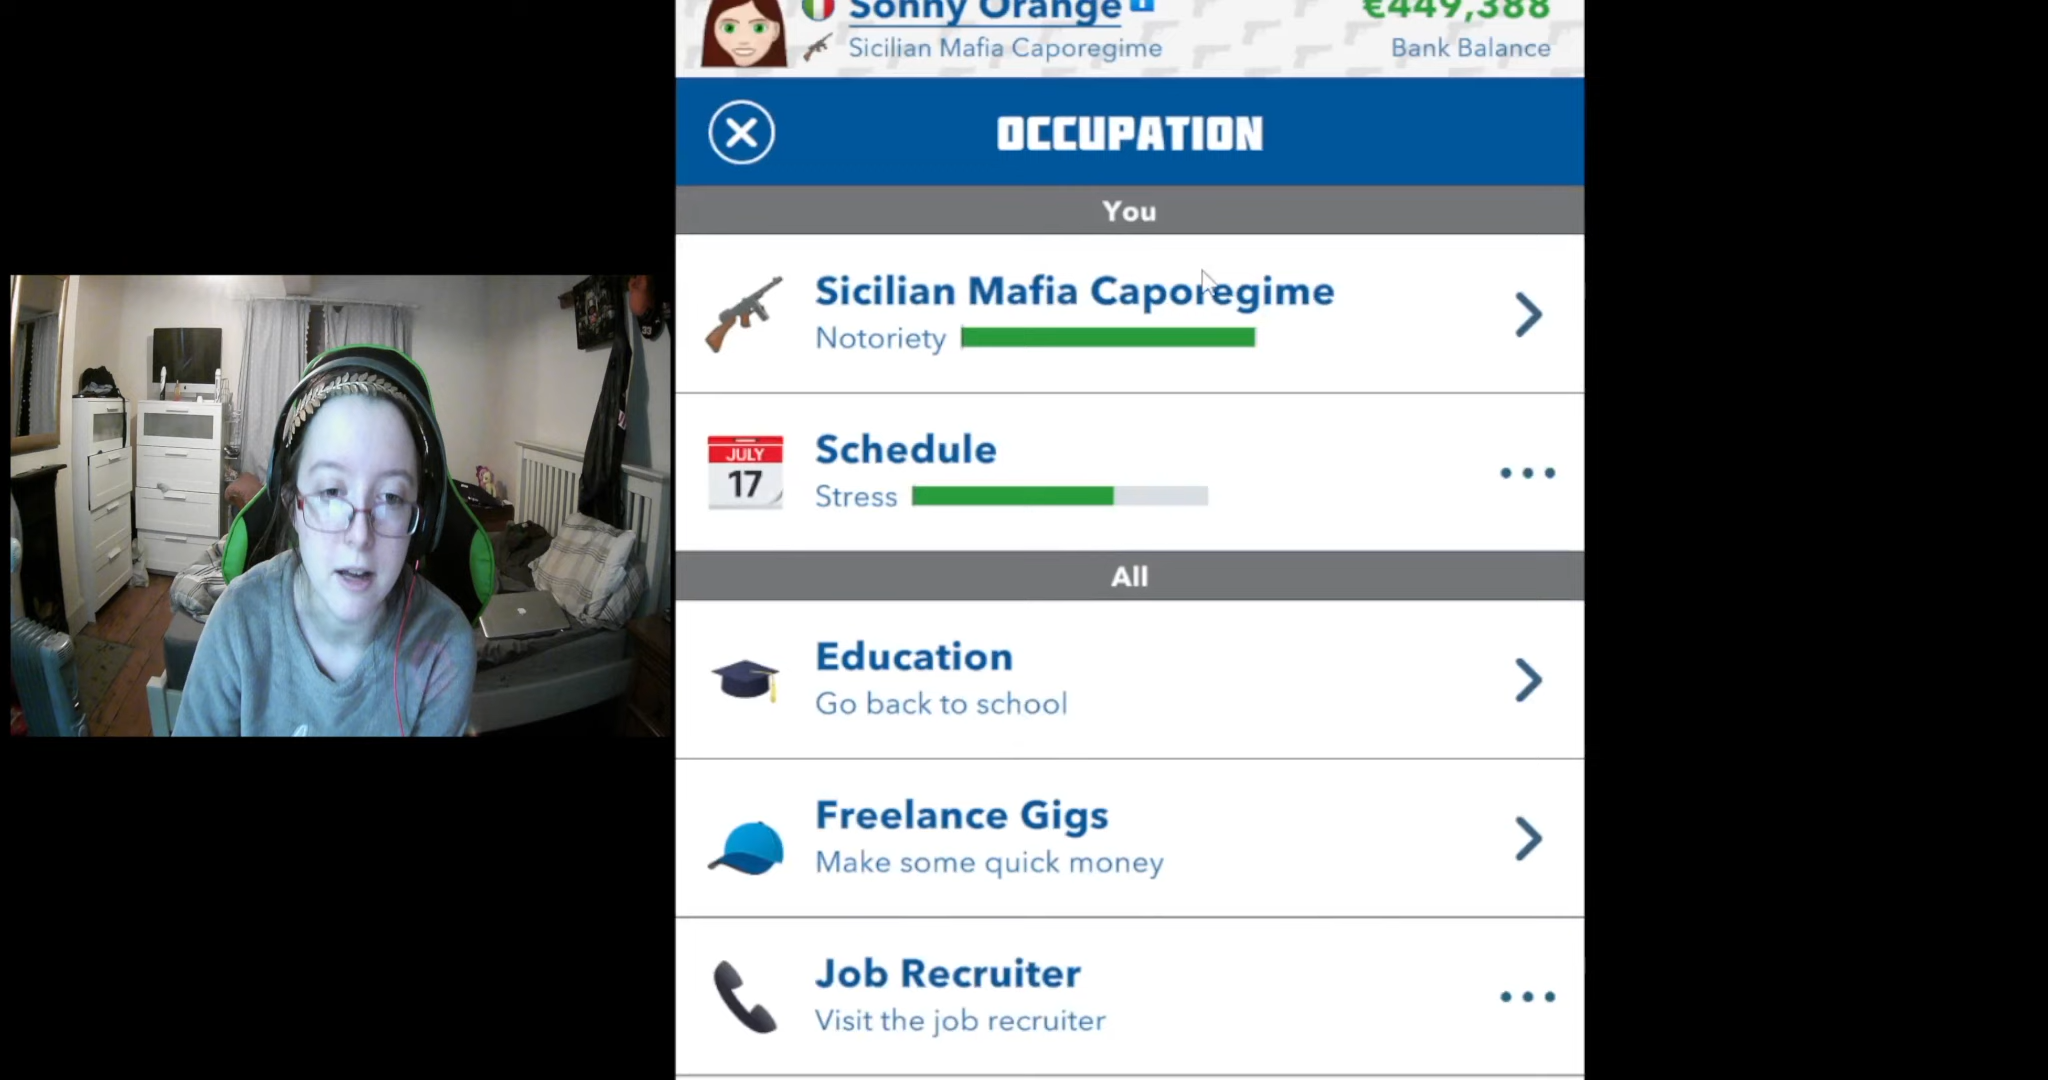 Sonny Orange
€449,388
Sicilian Mafia Caporegime
Bank Balance
OCCUPATION
You
Sicilian Mafia Caporegime
Notoriety
JULY
17
Schedule
Stress
All
Education
Go back to school
Freelance Gigs
Make some quick money
Job Recruiter
Visit the job recruiter